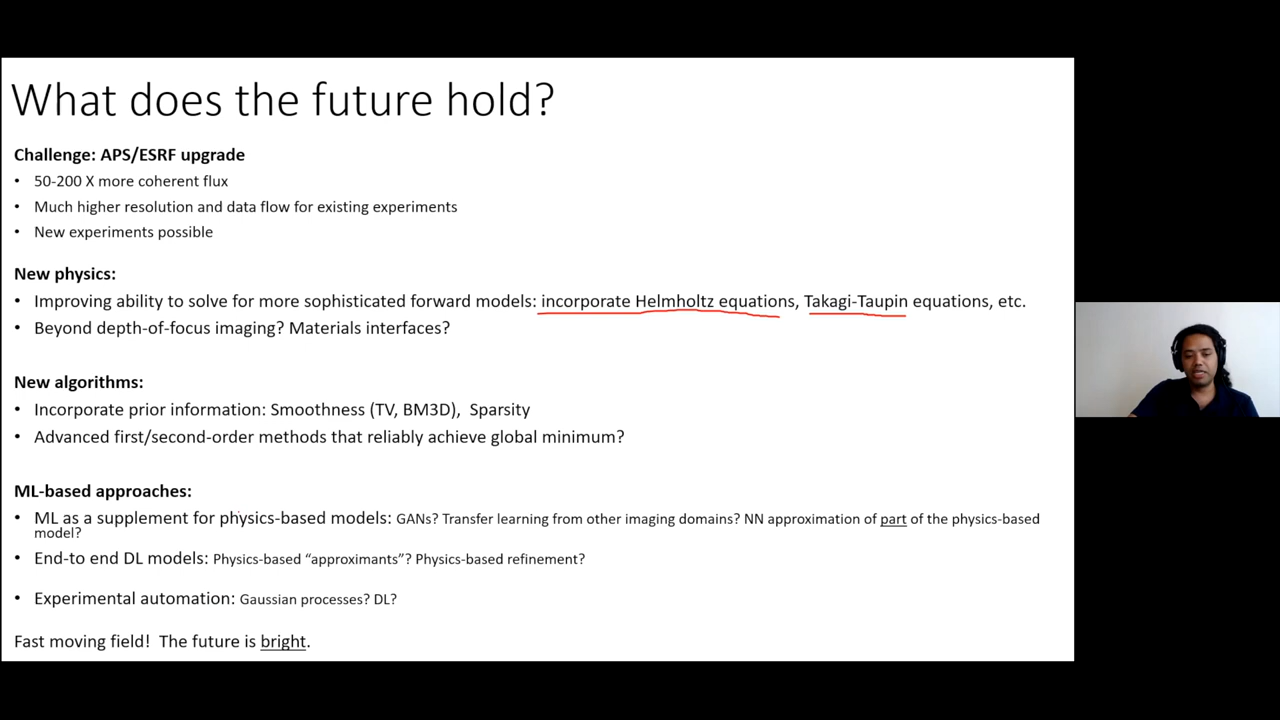 What does the future hold?
Challenge: APS/ESRF upgrade
• 50-200 X more coherent flux
• Much higher resolution and data flow for existing experiments
• New experiments possible
New physics:
• Improving ability to solve for more sophisticated forward models: incorporate Helmholtz equations, Takagi-Taupin equations, etc.
• Beyond depth-of-focus imaging? Materials interfaces?
New algorithms:
• Incorporate prior information: Smoothness (TV, BM3D), Sparsity
• Advanced first/second-order methods that reliably achieve global minimum?
ML-based approaches:
• ML as a supplement for physics-based models: GANs? Transfer learning from other imaging domains? NN approximation of part of the physics-based
model?
• End-to end DL models: Physics-based “approximants”? Physics-based refinement?
• Experimental automation: Gaussian processes? DL?
Fast moving field! The future is bright.